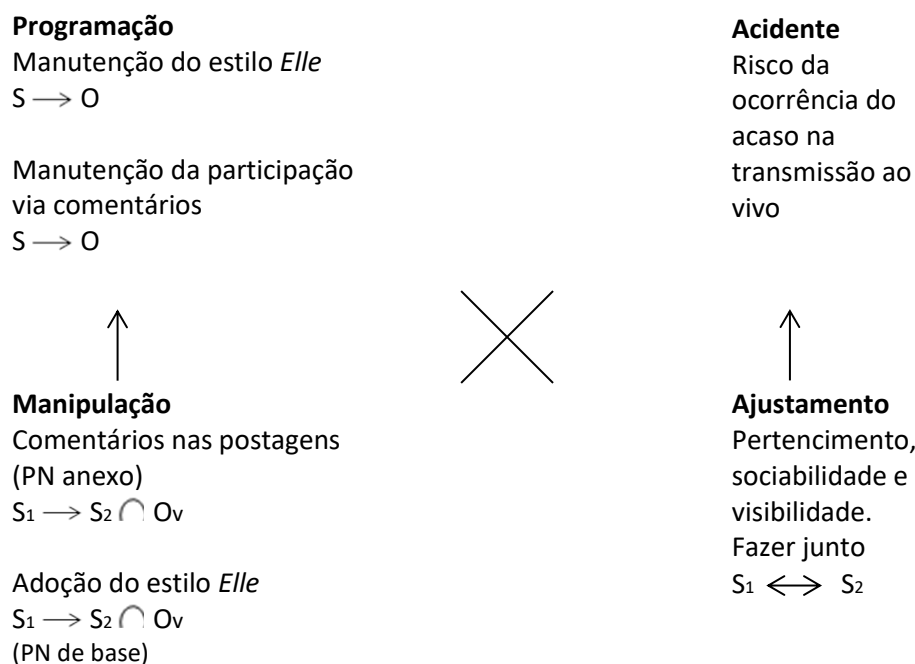 Programação
Manutenção do estilo Elle
S → O
Manutenção da participação
via comentários
S → O
Acidente
Risco da
ocorrência do
acaso na
transmissão ao
vivo
Manipulação
Comentários nas postagens
(PN anexo)
S1 → S2 ∩ Ov
Adoção do estilo Elle
S1 → S2 ∩ Ov
(PN de base)
Ajustamento
Pertencimento,
sociabilidade e
visibilidade.
Fazer junto
S1 ↔ S2